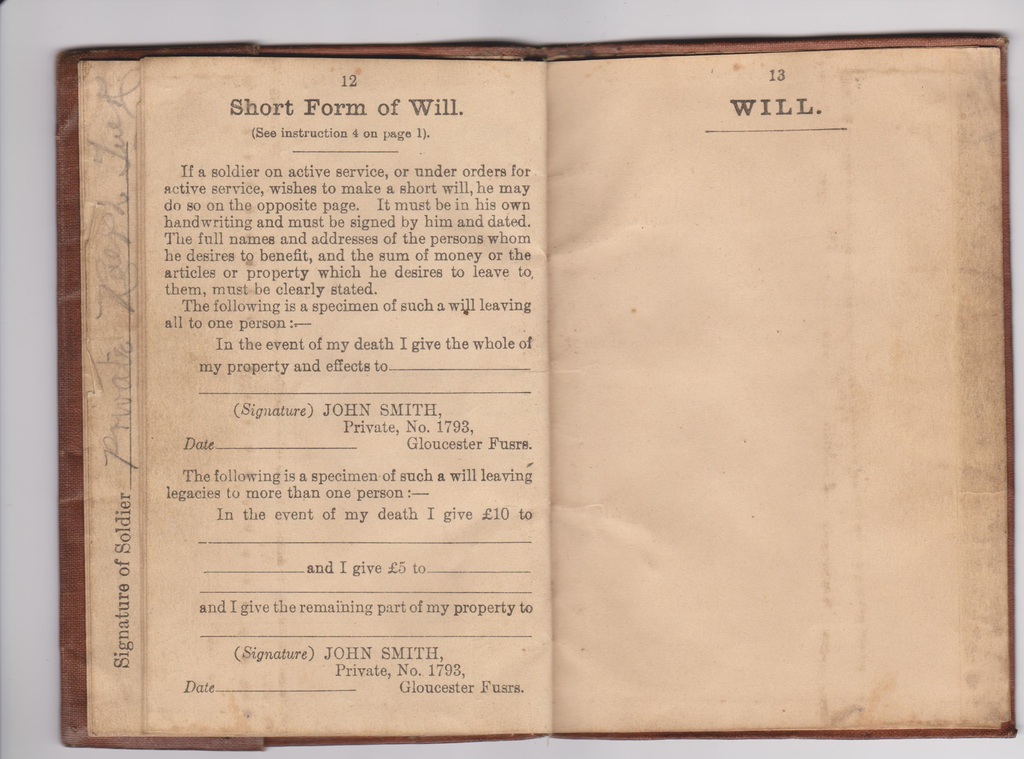 Signature of Soldier Private Ralph
12
Short Form of Will.
(See instruction 4 on page 1).
If a soldier on active service, or under orders for
active service, wishes to make a short will, he may
do so on the opposite page. It must be in his own
handwriting and must be signed by him and dated.
The full names and addresses of the persons whom
he desires to benefit, and the sum of money or the
articles or property which he desires to leave to
them, must be clearly stated.
The following is a specimen of such a will leaving
all to one person :—
In the event of my death I give the whole of
my property and effects to
(Signature) JOHN SMITH,
Private, No. 1793,
Date Gloucester Fusrs.
The following is a specimen of such a will leaving
legacies to more than one person :—
In the event of my death I give £10 to
and I give £5 to
and I give the remaining part of my property to
(Signature) JOHN SMITH,
Private, No. 1793,
Date Gloucester Fusrs.
13
WILL.